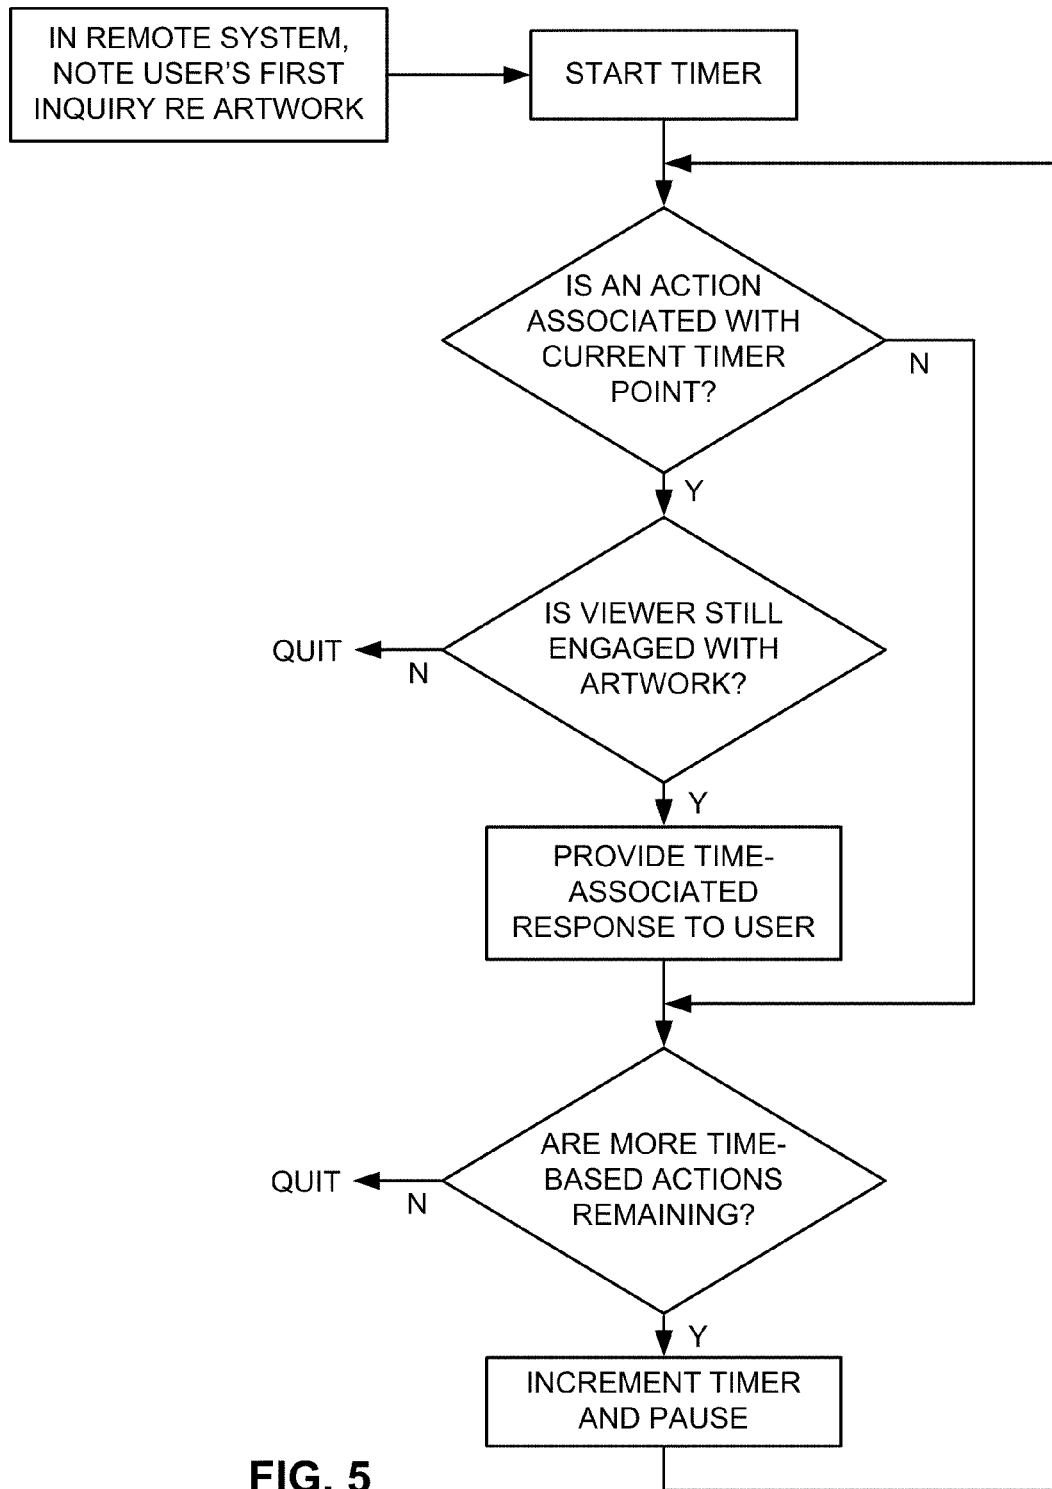 IN REMOTE SYSTEM,
NOTE USER'S FIRST
INQUIRY RE ARTWORK
START TIMER
IS AN ACTION
ASSOCIATED WITH
CURRENT TIMER
POINT?
N
Y
IS VIEWER STILL
ENGAGED WITH
ARTWORK?
QUIT
N
Y
PROVIDE TIME-
ASSOCIATED
RESPONSE TO USER
ARE MORE TIME-
BASED ACTIONS
REMAINING?
QUIT
N
Y
INCREMENT TIMER
AND PAUSE
FIG. 5